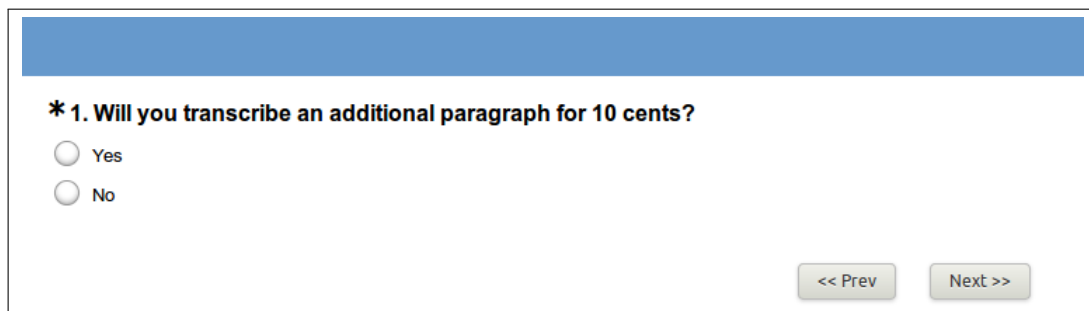 * 1. Will you transcribe an additional paragraph for 10 cents?
Yes
No
<< Prev Next >>